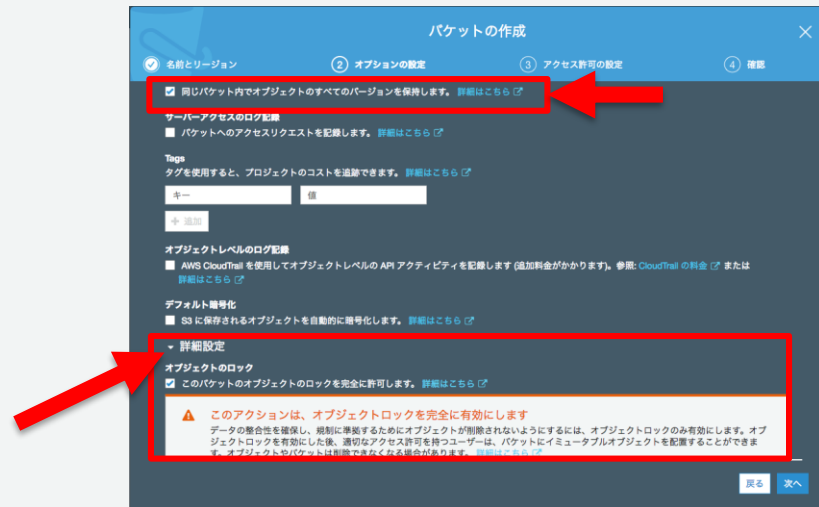 バケットの作成
名前とリージョン
2 オプションの設定
3 アクセス許可の設定
4 確認
同じバケット内でオブジェクトのすべてのバージョンを保持します。 詳細はこちら
サーバーアクセスのログ記録
バケットへのアクセスリクエストを記録します。 詳細はこちら
Tags
タグを使用すると、プロジェクトのコストを追跡できます。 詳細はこちら
キー
値
+ 追加
オブジェクトレベルのログ記録
AWS CloudTrail を使用してオブジェクトレベルの API アクティビティを記録します (追加料金がかかります)。参照: CloudTrail の料金 または
詳細はこちら
デフォルト暗号化
S3 に保存されるオブジェクトを自動的に暗号化します。 詳細はこちら
詳細設定
オブジェクトのロック
このバケットのオブジェクトのロックを完全に許可します。 詳細はこちら
このアクションは、オブジェクトロックを完全に有効にします
データの整合性を確保し、規制に準拠するためにオブジェクトが削除されないようにするには、オブジェクトロックのみ有効にします。オブ
ジェクトロックを有効にした後、適切なアクセス許可を持つユーザーは、バケットにイミュータブルオブジェクトを配置することができま
す。オブジェクトやバケットは削除できなくなる場合があります。 詳細はこちら
戻る
次へ